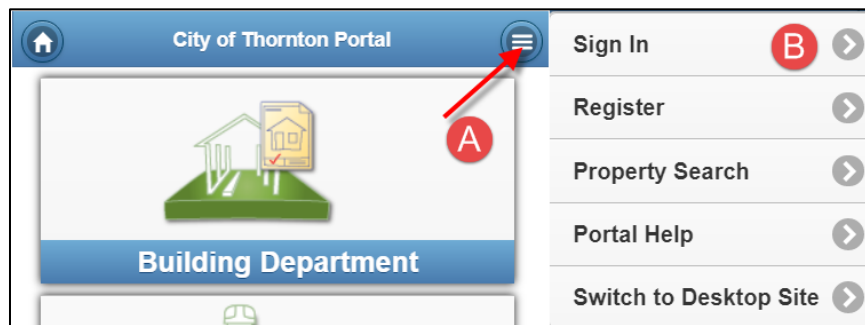 City of Thornton Portal
A
Building Department
Sign In
B
Register
Property Search
Portal Help
Switch to Desktop Site